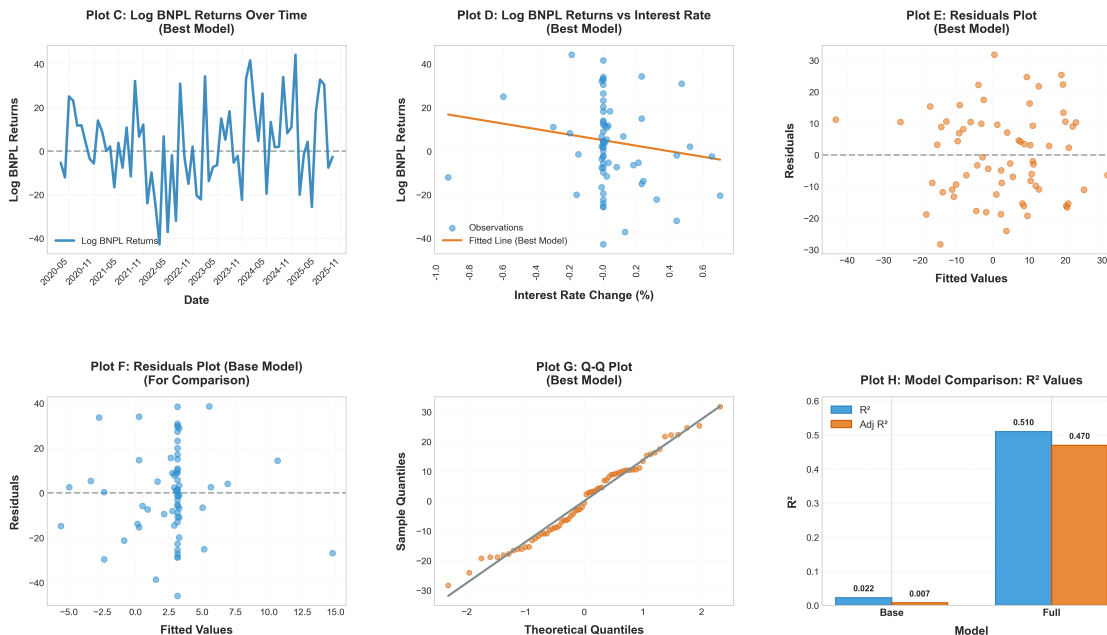 Plot C: Log BNPL Returns Over Time
(Best Model)
Log BNPL Returns
40
20
0
−20
−40
Log BNPL Returns
2020-05
2020-11
2021-05
2021-11
2022-05
2022-11
2023-05
2023-11
2024-05
2024-11
2025-05
2025-11
Date
Plot D: Log BNPL Returns vs Interest Rate
(Best Model)
Log BNPL Returns
40
20
0
−20
−40
Observations
Fitted Line (Best Model)
-1.0
-0.8
-0.6
-0.4
-0.2
-0.0
0.2
0.4
0.6
Interest Rate Change (%)
Plot E: Residuals Plot
(Best Model)
Residuals
30
20
10
0
−10
−20
−30
−40
−30
−20
−10
0
10
20
30
Fitted Values
Plot F: Residuals Plot (Base Model)
(For Comparison)
Residuals
40
20
0
−20
−40
−5.0
−2.5
0.0
2.5
5.0
7.5
10.0
12.5
15.0
Fitted Values
Plot G: Q-Q Plot
(Best Model)
Sample Quantiles
30
20
10
0
−10
−20
−30
−2
−1
0
1
2
Theoretical Quantiles
Plot H: Model Comparison: R² Values
R²
0.6
0.5
0.4
0.3
0.2
0.1
0.0
R²
Adj R²
0.022
0.007
0.510
0.470
Base
Full
Model